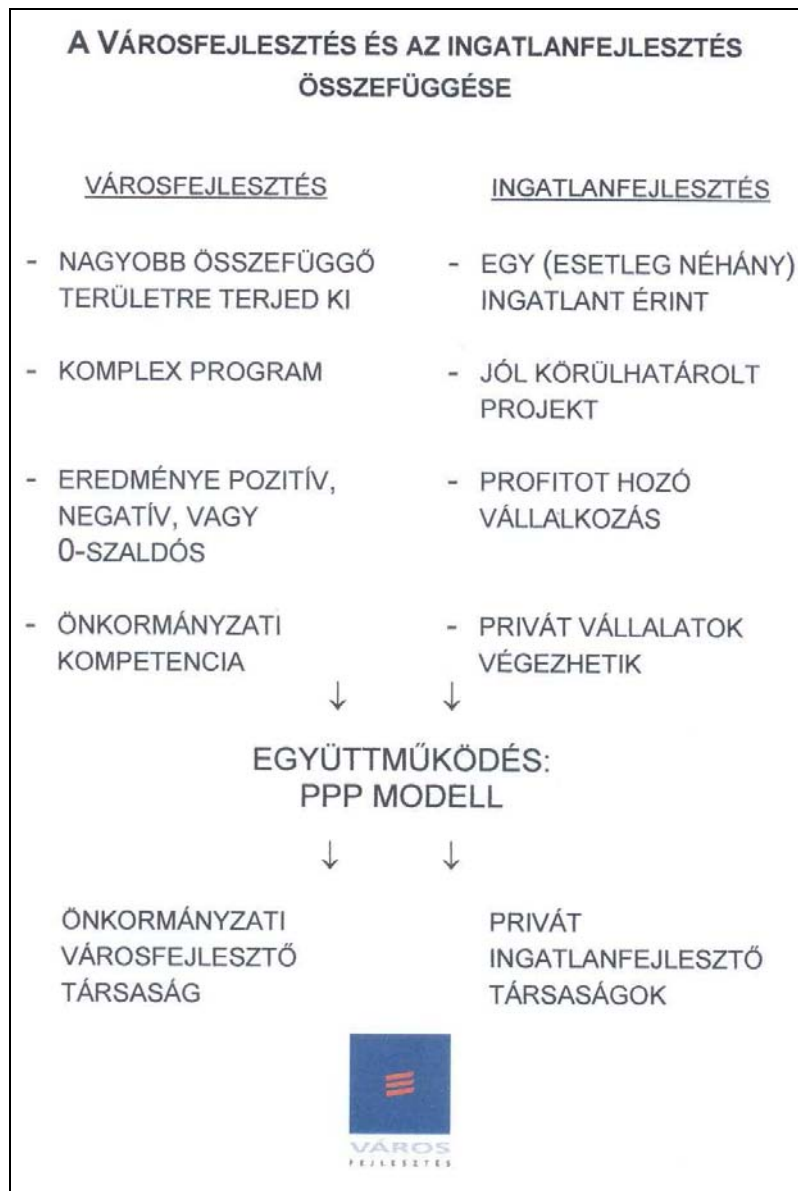 A VÁROSFEJLESZTÉS ÉS AZ INGATLANFEJLESZTÉS
ÖSSZEFÜGGÉSE
VÁROSFEJLESZTÉS
- NAGYOBB ÖSSZEFÜGGŐ
TERÜLETRE TERJED KI
- KOMPLEX PROGRAM
- EREDMÉNYE POZITÍV,
NEGATÍV, VAGY
0-SZALDÓS
- ÖNKORMÁNYZATI
KOMPETENCIA
INGATLANFEJLESZTÉS
- EGY (ESETLEG NÉHÁNY)
INGATLANT ÉRINT
- JÓL KÖRÜLHATÁROLT
PROJEKT
- PROFITOT HOZÓ
VÁLLALKOZÁS
- PRIVÁT VÁLLALATOK
VÉGEZHETIK
↓ ↓
EGYÜTTMŰKÖDÉS:
PPP MODELL
↓ ↓
ÖNKORMÁNYZATI
VÁROSFEJLESZTŐ
TÁRSASÁG
PRIVÁT
INGATLANFEJLESZTŐ
TÁRSASÁGOK
VÁROS
FEJLESZTÉS